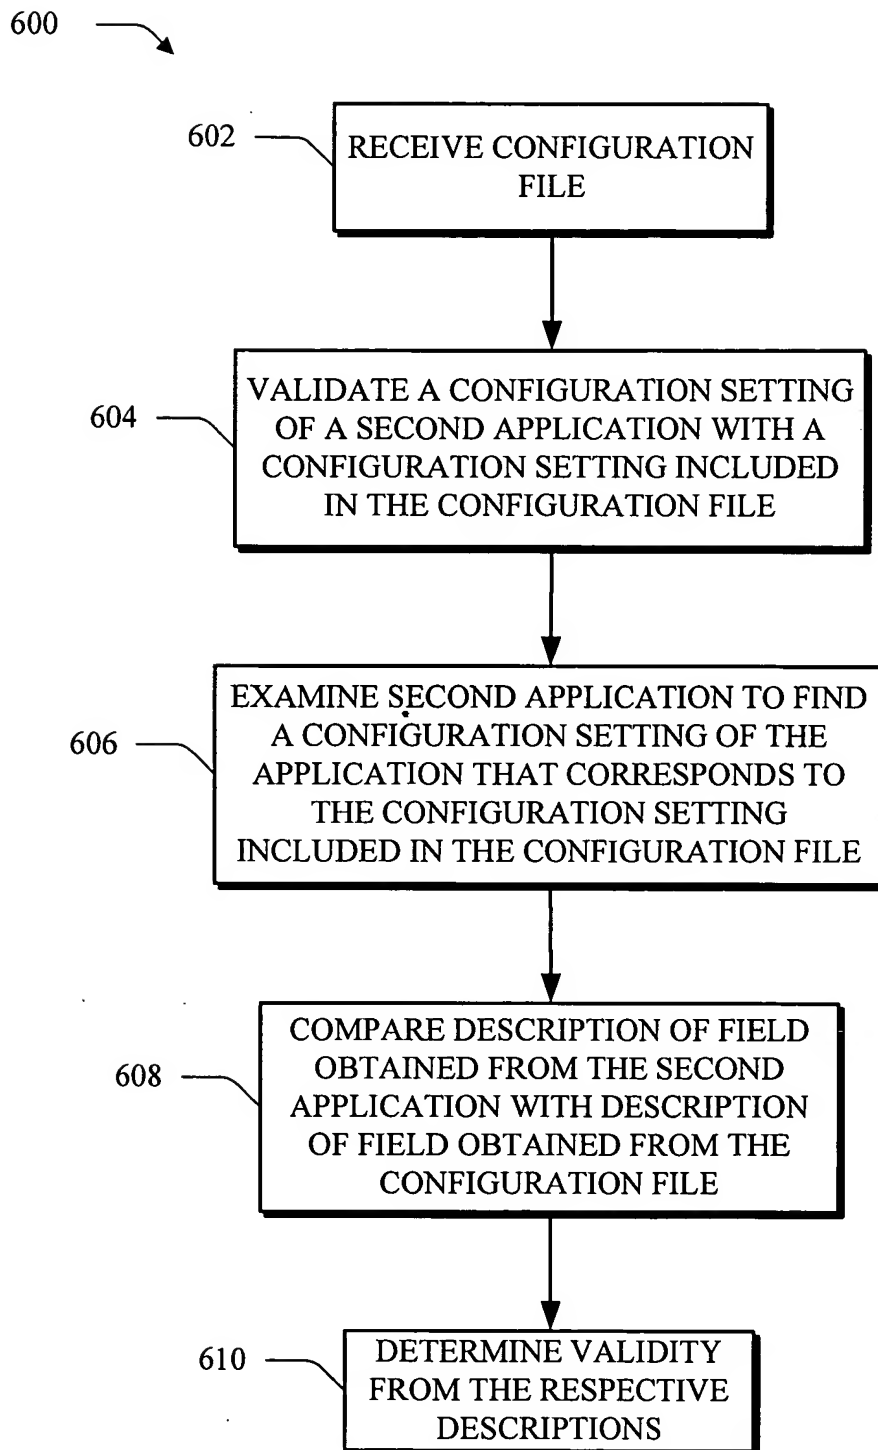 600
602
RECEIVE CONFIGURATION
FILE
604
VALIDATE A CONFIGURATION SETTING
OF A SECOND APPLICATION WITH A
CONFIGURATION SETTING INCLUDED
IN THE CONFIGURATION FILE
606
EXAMINE SECOND APPLICATION TO FIND
A CONFIGURATION SETTING OF THE
APPLICATION THAT CORRESPONDS TO
THE CONFIGURATION SETTING
INCLUDED IN THE CONFIGURATION FILE
608
COMPARE DESCRIPTION OF FIELD
OBTAINED FROM THE SECOND
APPLICATION WITH DESCRIPTION
OF FIELD OBTAINED FROM THE
CONFIGURATION FILE
610
DETERMINE VALIDITY
FROM THE RESPECTIVE
DESCRIPTIONS